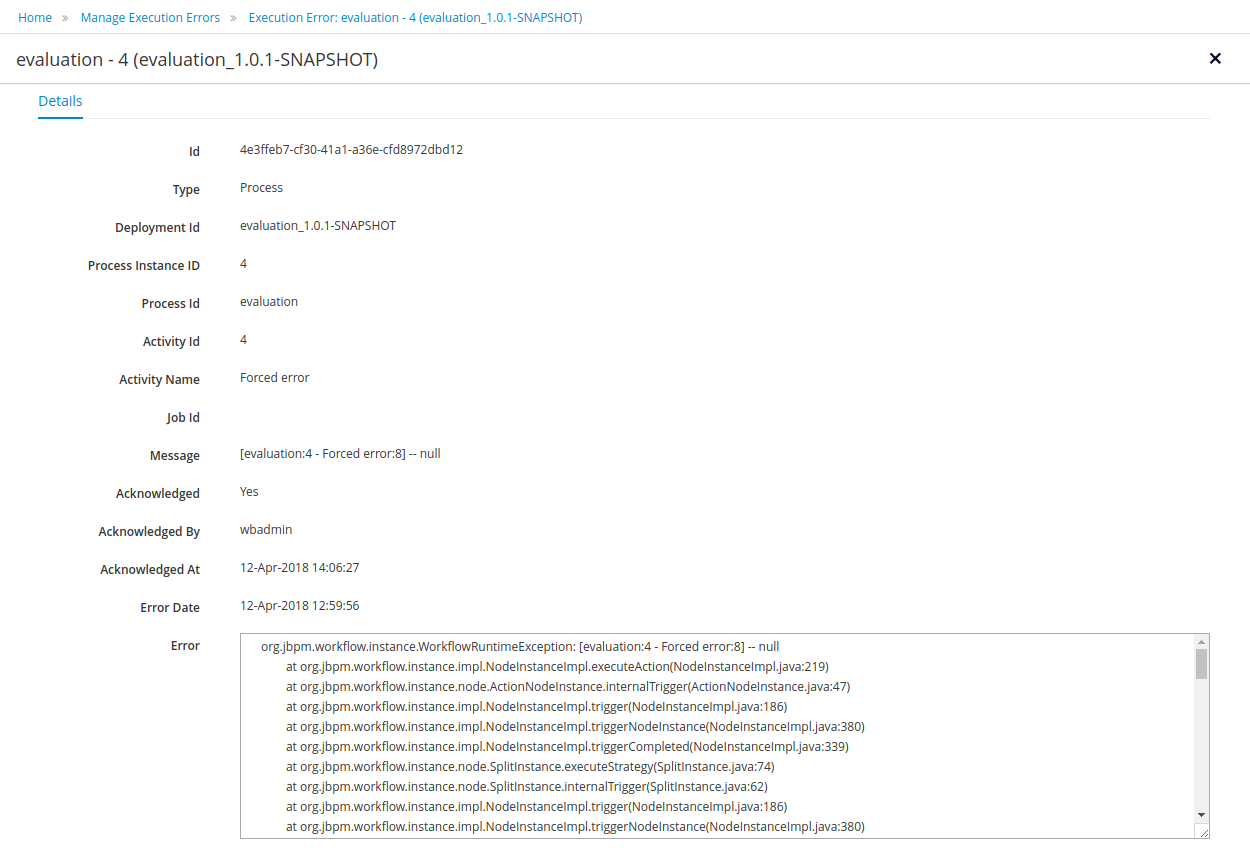 Home » Manage Execution Errors » Execution Error: evaluation - 4 (evaluation_1.0.1-SNAPSHOT)
evaluation - 4 (evaluation_1.0.1-SNAPSHOT)
Details
Id 4e3ffeb7-cf30-41a1-a36e-cfd8972dbd12
Type Process
Deployment Id evaluation_1.0.1-SNAPSHOT
Process Instance ID 4
Process Id evaluation
Activity Id 4
Activity Name Forced error
Job Id
Message [evaluation:4 - Forced error:8] -- null
Acknowledged Yes
Acknowledged By wbadmin
Acknowledged At 12-Apr-2018 14:06:27
Error Date 12-Apr-2018 12:59:56
Error org.jbpm.workflow.instance.WorkflowRuntimeException: [evaluation:4 - Forced error:8] -- null
at org.jbpm.workflow.instance.impl.NodeInstanceImpl.executeAction(NodeInstanceImpl.java:219)
at org.jbpm.workflow.instance.node.ActionNodeInstance.internalTrigger(ActionNodeInstance.java:47)
at org.jbpm.workflow.instance.impl.NodeInstanceImpl.trigger(NodeInstanceImpl.java:186)
at org.jbpm.workflow.instance.impl.NodeInstanceImpl.triggerNodeInstance(NodeInstanceImpl.java:380)
at org.jbpm.workflow.instance.impl.NodeInstanceImpl.triggerCompleted(NodeInstanceImpl.java:339)
at org.jbpm.workflow.instance.node.SplitInstance.executeStrategy(SplitInstance.java:74)
at org.jbpm.workflow.instance.node.SplitInstance.internalTrigger(SplitInstance.java:62)
at org.jbpm.workflow.instance.impl.NodeInstanceImpl.trigger(NodeInstanceImpl.java:186)
at org.jbpm.workflow.instance.impl.NodeInstanceImpl.triggerNodeInstance(NodeInstanceImpl.java:380)